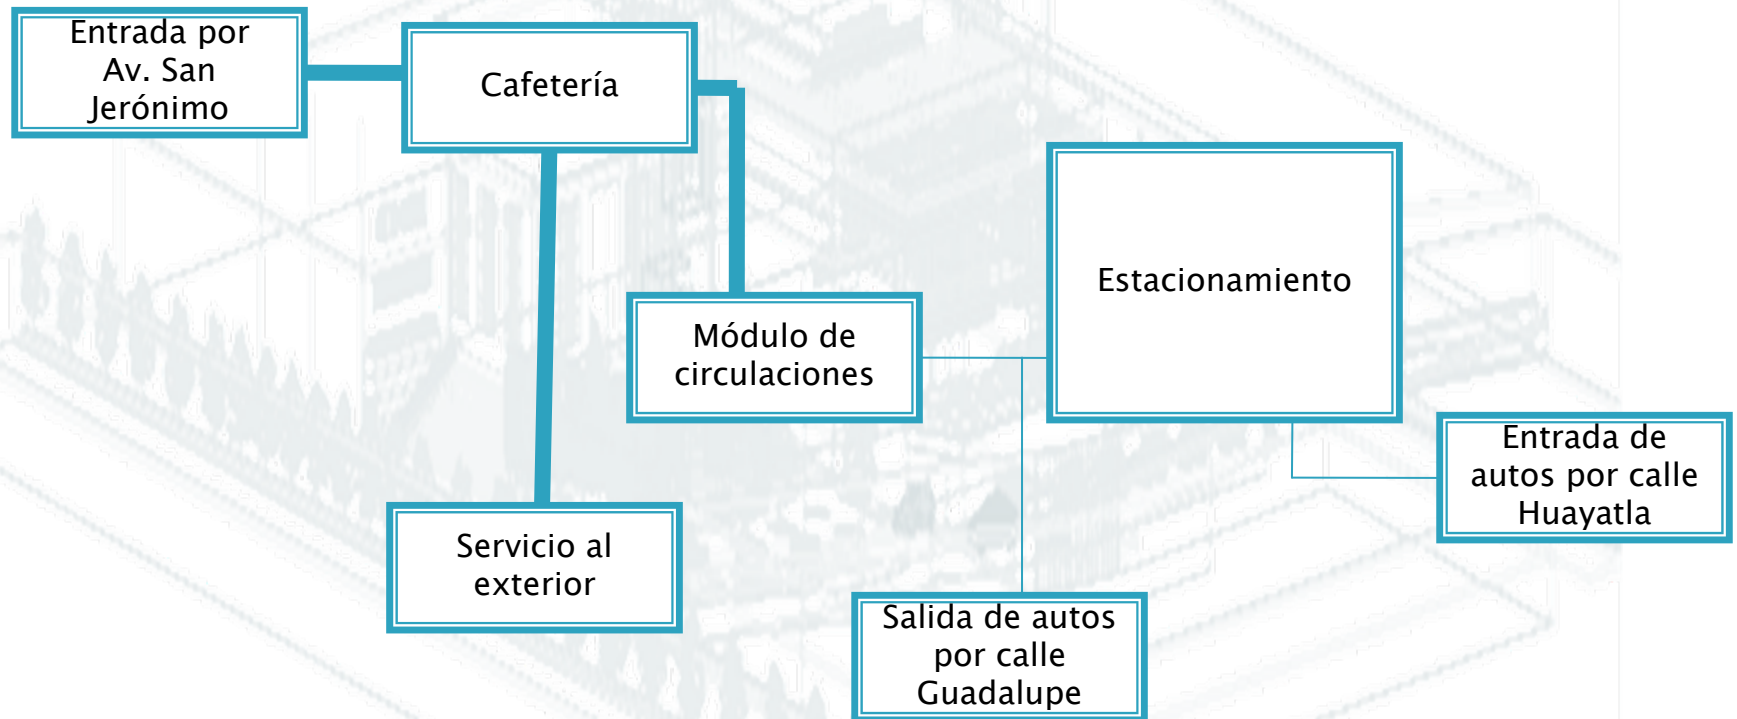 Entrada por
Av. San
Jerónimo
Cafetería
Estacionamiento
Módulo de
circulaciones
Entrada de
autos por calle
Huayatla
Servicio al
exterior
Salida de autos
por calle
Guadalupe